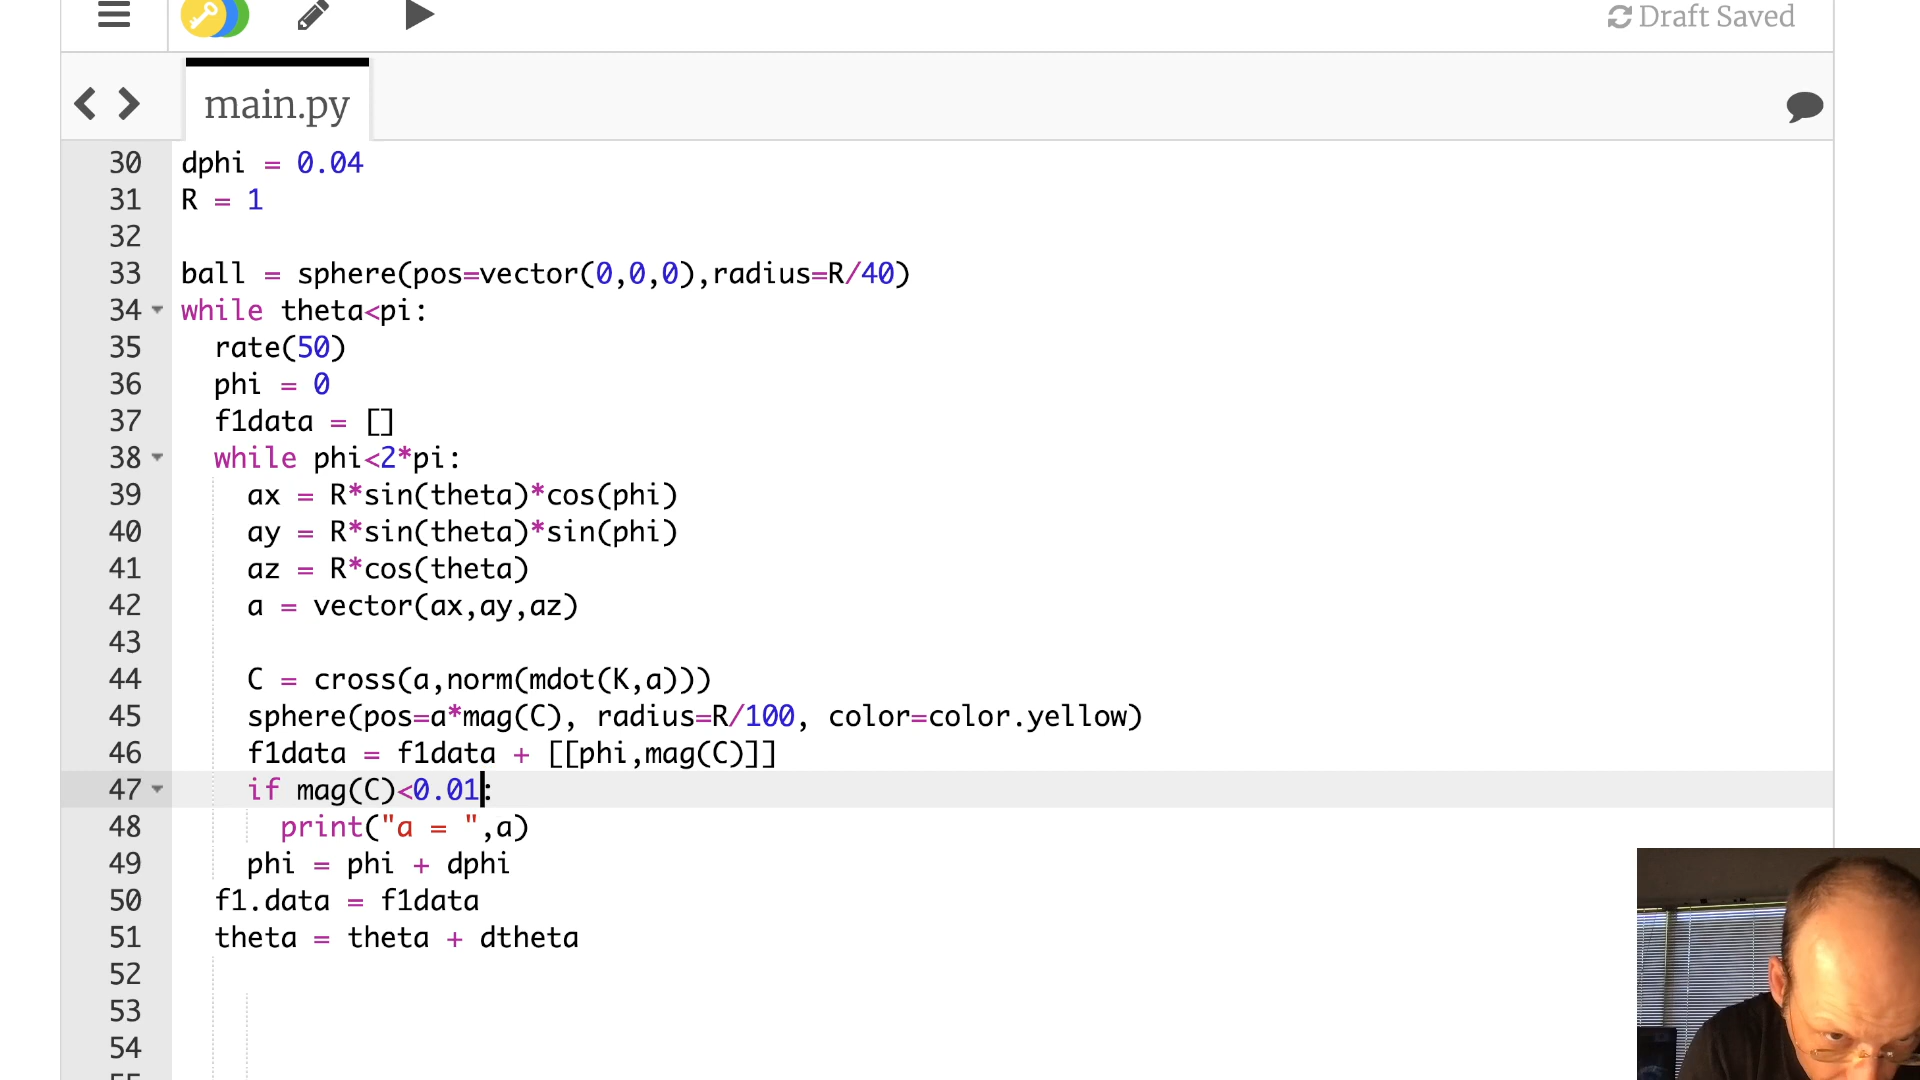 Draft Saved
main.py
30 dphi = 0.04
31 R = 1
32
33 ball = sphere(pos=vector(0,0,0),radius=R/40)
34 while theta<pi:
35   rate(50)
36   phi = 0
37   f1data = []
38   while phi<2*pi:
39     ax = R*sin(theta)*cos(phi)
40     ay = R*sin(theta)*sin(phi)
41     az = R*cos(theta)
42     a = vector(ax,ay,az)
43
44     C = cross(a,norm(mdot(K,a)))
45     sphere(pos=a*mag(C), radius=R/100, color=color.yellow)
46     f1data = f1data + [[phi,mag(C)]]
47     if mag(C)<0.01:
48       print("a = ",a)
49     phi = phi + dphi
50   f1.data = f1data
51   theta = theta + dtheta
52
53
54